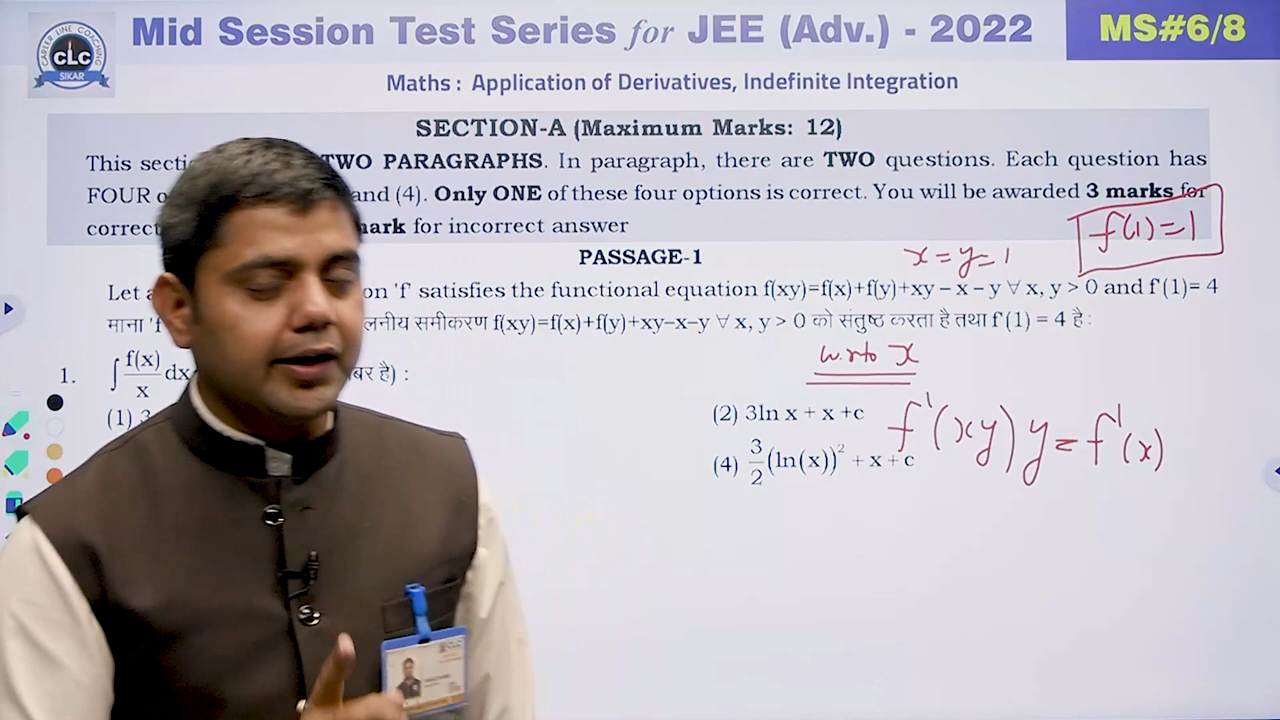 Mid Session Test Series for JEE (Adv.) - 2022
MS#6/8
CAREER LINE COACHING
CLC
SIKAR
Maths : Application of Derivatives, Indefinite Integration
SECTION-A (Maximum Marks: 12)
This secti TWO PARAGRAPHS. In paragraph, there are TWO questions. Each question has
FOUR o and (4). Only ONE of these four options is correct. You will be awarded 3 marks for
correct ark for incorrect answer
f(1)=1
PASSAGE-1
x=y=1
Let a on 'f' satisfies the functional equation f(xy)=f(x)+f(y)+xy – x – y ∀ x, y > 0 and f'(1)= 4
माना 'f लनीय समीकरण f(xy)=f(x)+f(y)+xy–x–y ∀ x, y > 0 को संतुष्ट करता है तथा f'(1) = 4 है :
w.r.to x
1. ∫ f(x)/x dx बर है) :
(1) 3
(2) 3ln x + x +c
f'(xy) y = f'(x)
(4) 3/2 (ln(x))² + x + c